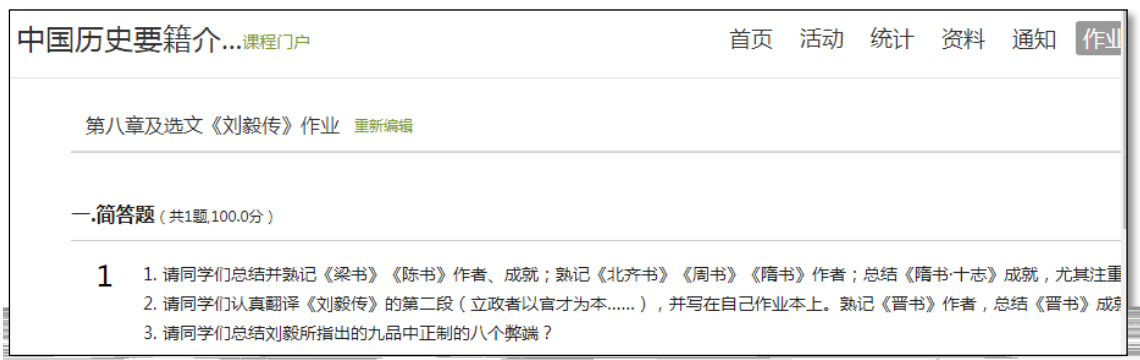 中国历史要籍介...课程门户
首页 活动 统计 资料 通知 作业
第八章及选文《刘毅传》作业 重新编辑
一.简答题（共1题,100.0分）
1 1. 请同学们总结并熟记《梁书》《陈书》作者、成就；熟记《北齐书》《周书》《隋书》作者；总结《隋书·十志》成就，尤其注重
2. 请同学们认真翻译《刘毅传》的第二段（立政者以官才为本......），并写在自己作业本上。熟记《晋书》作者，总结《晋书》成就
3. 请同学们总结刘毅所指出的九品中正制的八个弊端？